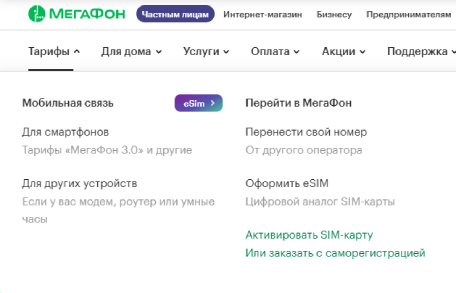 МЕГАФОН Частным лицам Интернет-магазин Бизнесу Предпринимателям
Тарифы Для дома Услуги Оплата Акции Поддержка
Мобильная связь eSim Перейти в МегаФон
Для смартфонов Перенести свой номер
Тарифы «МегаФон 3.0» и другие От другого оператора
Для других устройств Оформить eSIM
Если у вас модем, роутер или умные Цифровой аналог SIM-карты
часы
Активировать SIM-карту
Или заказать с саморегистрацией